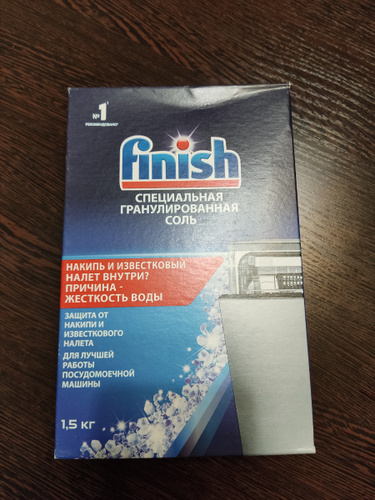 №1
РЕКОМЕНДОВАНО*
finish
СПЕЦИАЛЬНАЯ
ГРАНУЛИРОВАННАЯ
СОЛЬ
НАКИПЬ И ИЗВЕСТКОВЫЙ
НАЛЕТ ВНУТРИ?
ПРИЧИНА -
ЖЕСТКОСТЬ ВОДЫ
ЗАЩИТА ОТ
НАКИПИ И
ИЗВЕСТКОВОГО
НАЛЕТА
ДЛЯ ЛУЧШЕЙ
РАБОТЫ
ПОСУДОМОЕЧНОЙ
МАШИНЫ
1,5 КГ